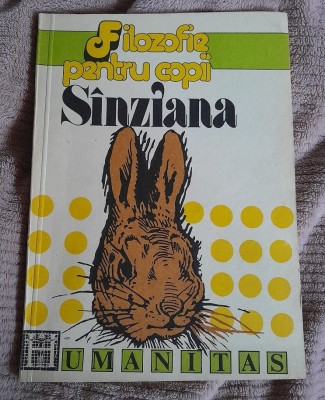 Filozofie
pentru copii
Sînziana
HUMANITAS